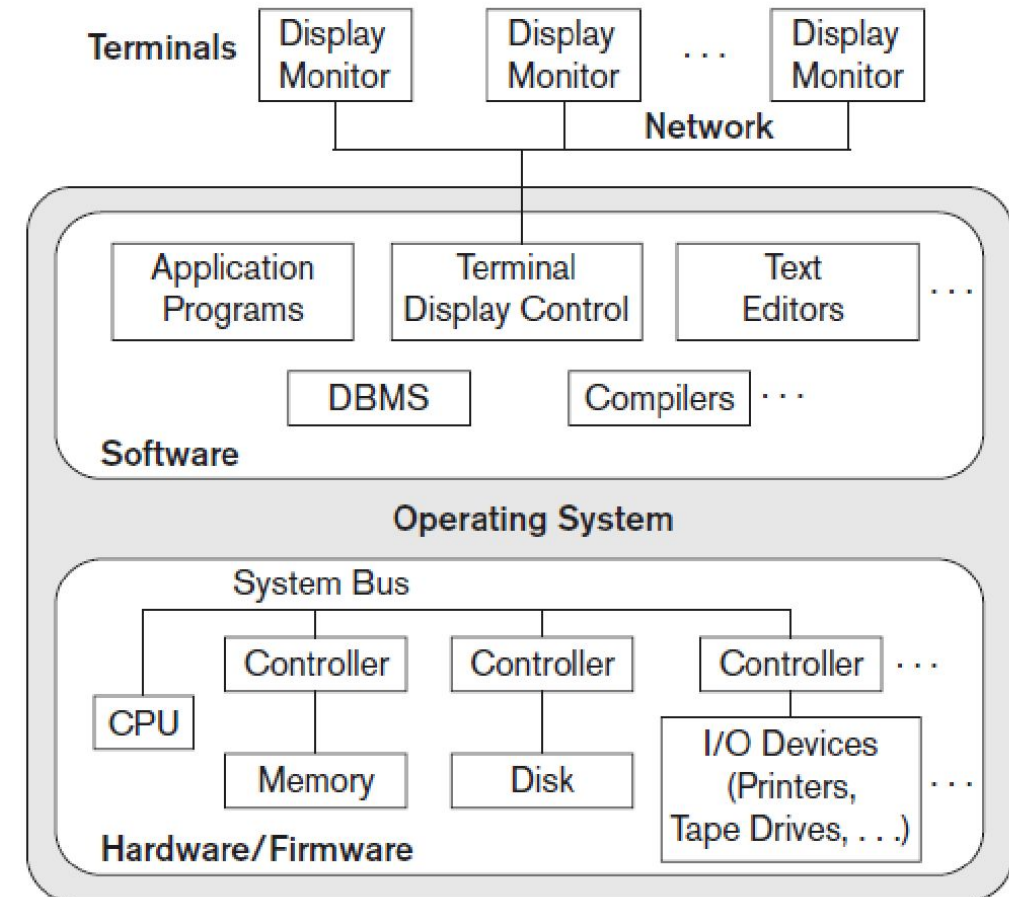 Terminals
Display
Monitor
Display
Monitor
. . .
Display
Monitor
Network
Application
Programs
Terminal
Display Control
Text
Editors
. . .
DBMS
Compilers
. . .
Software
Operating System
System Bus
Controller
Controller
Controller
. . .
CPU
Memory
Disk
I/O Devices
(Printers,
Tape Drives, . . .)
. . .
Hardware/Firmware